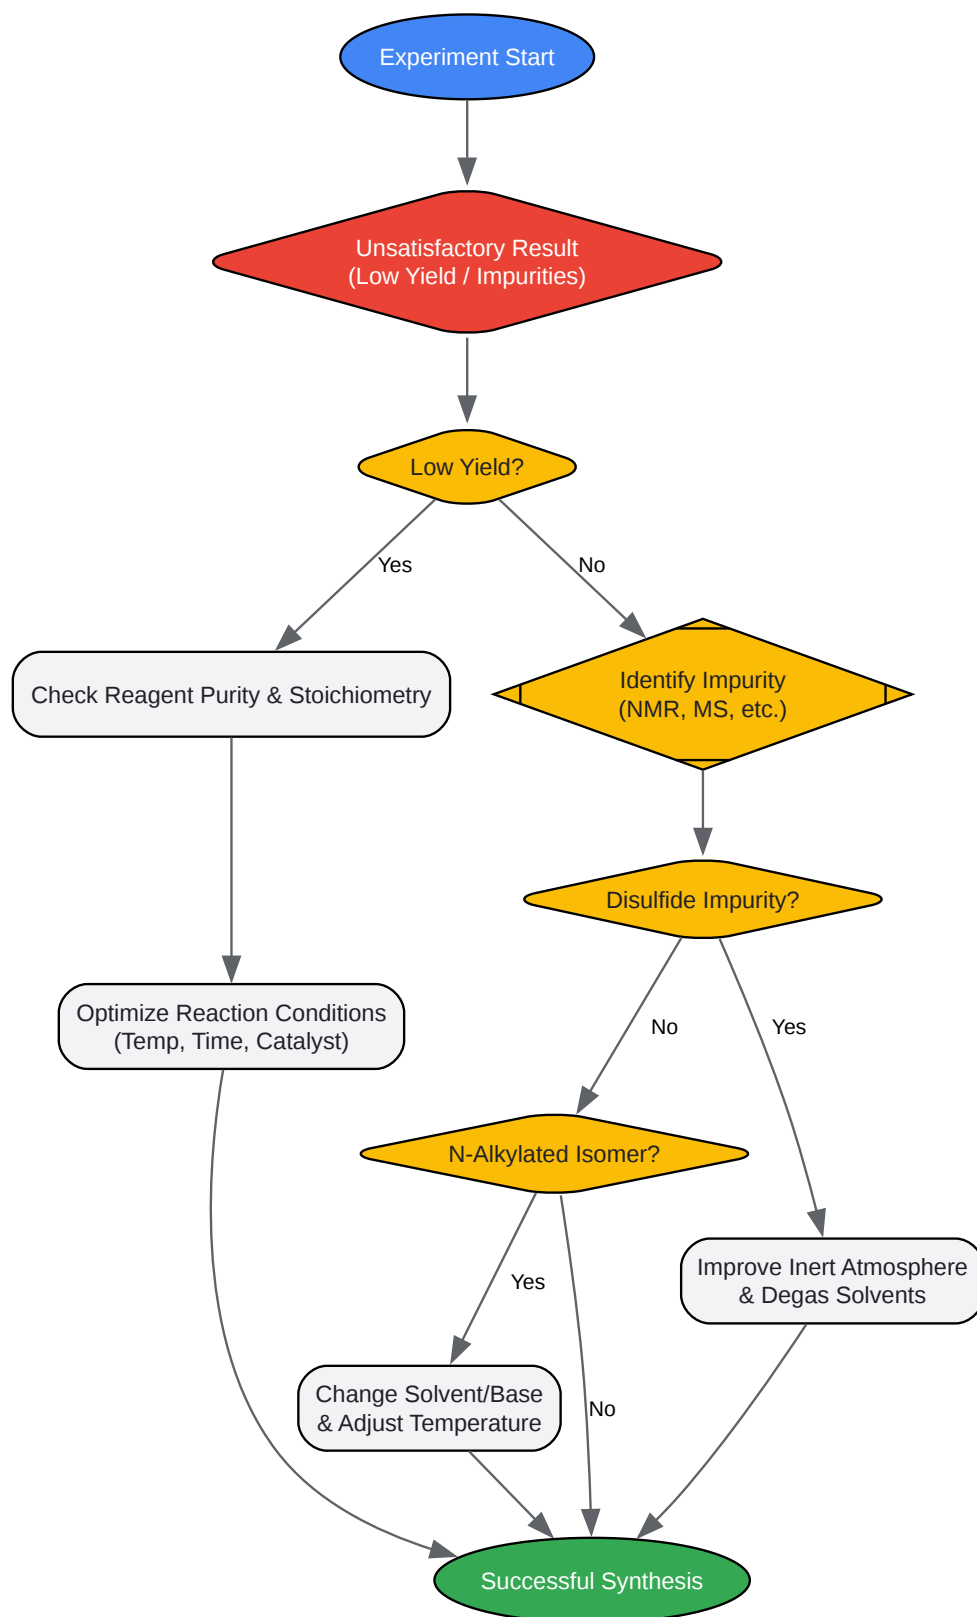 Experiment Start
Unsatisfactory Result
(Low Yield / Impurities)
Low Yield?
Yes
No
Check Reagent Purity & Stoichiometry
Identify Impurity
(NMR, MS, etc.)
Disulfide Impurity?
Optimize Reaction Conditions
(Temp, Time, Catalyst)
No
Yes
N-Alkylated Isomer?
Improve Inert Atmosphere
& Degas Solvents
Yes
Change Solvent/Base
& Adjust Temperature
No
Successful Synthesis